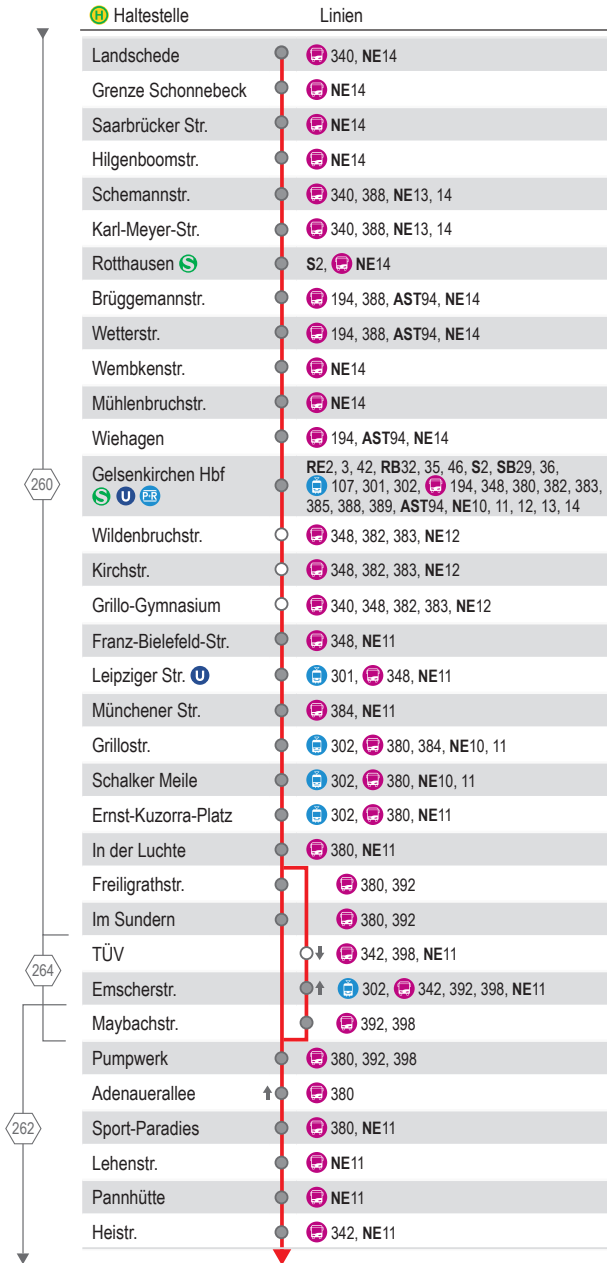 H Haltestelle Linien
Landschede 340, NE14
Grenze Schonnebeck NE14
Saarbrücker Str. NE14
Hilgenboomstr. NE14
Schemannstr. 340, 388, NE13, 14
Karl-Meyer-Str. 340, 388, NE13, 14
Rotthausen S S2, NE14
Brüggemannstr. 194, 388, AST94, NE14
Wetterstr. 194, 388, AST94, NE14
Wembkenstr. NE14
Mühlenbruchstr. NE14
Wiehagen 194, AST94, NE14
260
Gelsenkirchen Hbf
S U P+R
RE2, 3, 42, RB32, 35, 46, S2, SB29, 36,
107, 301, 302, 194, 348, 380, 382, 383,
385, 388, 389, AST94, NE10, 11, 12, 13, 14
Wildenbruchstr. 348, 382, 383, NE12
Kirchstr. 348, 382, 383, NE12
Grillo-Gymnasium 340, 348, 382, 383, NE12
Franz-Bielefeld-Str. 348, NE11
Leipziger Str. U 301, 348, NE11
Münchener Str. 384, NE11
Grillostr. 302, 380, 384, NE10, 11
Schalker Meile 302, 380, NE10, 11
Ernst-Kuzorra-Platz 302, 380, NE11
In der Luchte 380, NE11
Freiligrathstr. 380, 392
Im Sundern 380, 392
TÜV 342, 398, NE11
264
Emscherstr. 302, 342, 392, 398, NE11
Maybachstr. 392, 398
Pumpwerk 380, 392, 398
Adenauerallee 380
262
Sport-Paradies 380, NE11
Lehenstr. NE11
Pannhütte NE11
Heistr. 342, NE11